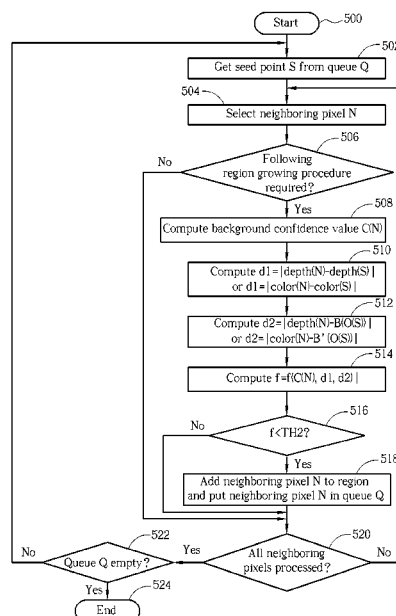 Start
500
502
Get seed point S from queue Q
504
Select neighboring pixel N
506
No
Following
region growing procedure
required?
Yes
508
Compute background confidence value C(N)
510
Compute d1=|depth(N)-depth(S)|
or d1=|color(N)-color(S)|
512
Compute d2=|depth(N)-B(O(S))|
or d2=|color(N)-B'(O(S))|
514
Compute f=f(C(N), d1, d2)|
516
No
f<TH2?
Yes
518
Add neighboring pixel N to region
and put neighboring pixel N in queue Q
522
520
No
Queue Q empty?
Yes
All neighboring
pixels processed?
No
Yes
524
End